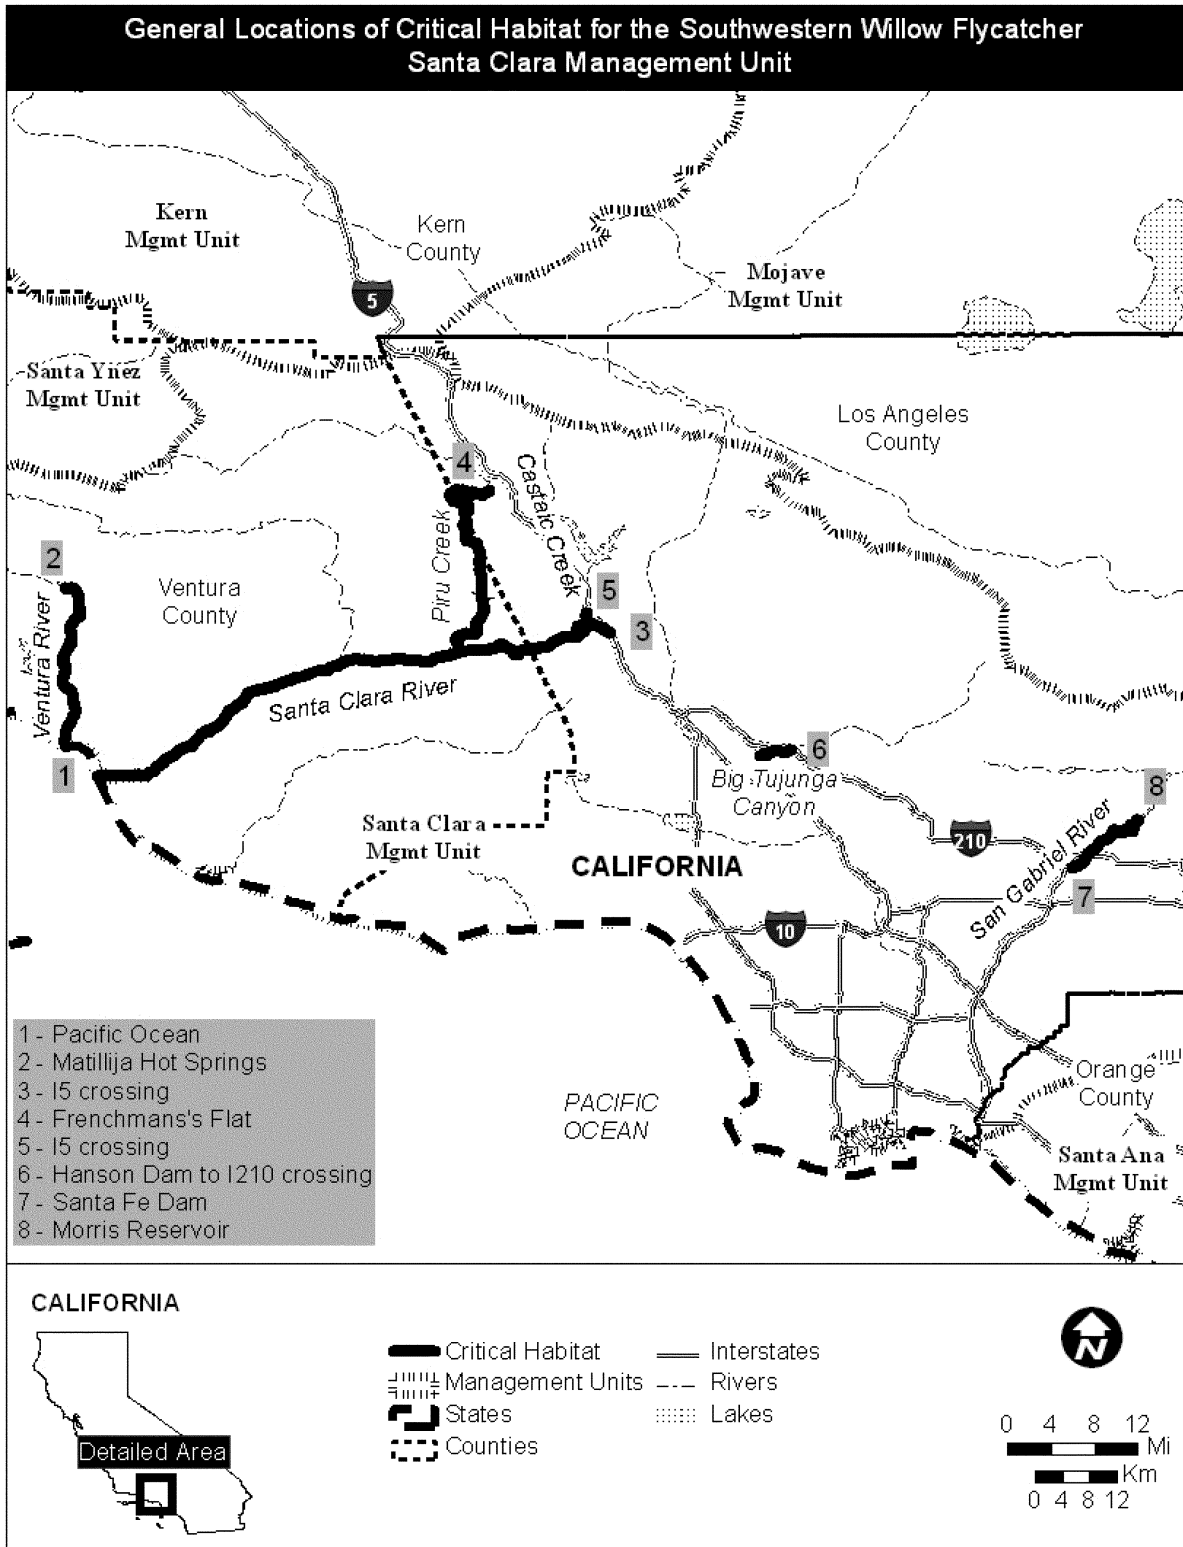 General Locations of Critical Habitat for the Southwestern Willow Flycatcher
Santa Clara Management Unit
Kern
Mgmt Unit
Kern
County
5
Mojave
Mgmt Unit
Santa Ynez
Mgmt Unit
Los Angeles
County
4
Castaic Creek
Piru Creek
2
Ventura
County
5
3
Ventura River
Santa Clara River
1
6
Big Tujunga
Canyon
8
Santa Clara
Mgmt Unit
CALIFORNIA
210
San Gabriel River
7
10
1 - Pacific Ocean
2 - Matillija Hot Springs
3 - I5 crossing
4 - Frenchmans's Flat
5 - I5 crossing
6 - Hanson Dam to I210 crossing
7 - Santa Fe Dam
8 - Morris Reservoir
PACIFIC
OCEAN
Orange
County
Santa Ana
Mgmt Unit
CALIFORNIA
Detailed Area
Critical Habitat
Management Units
States
Counties
Interstates
Rivers
Lakes
N
0 4 8 12
Mi
Km
0 4 8 12